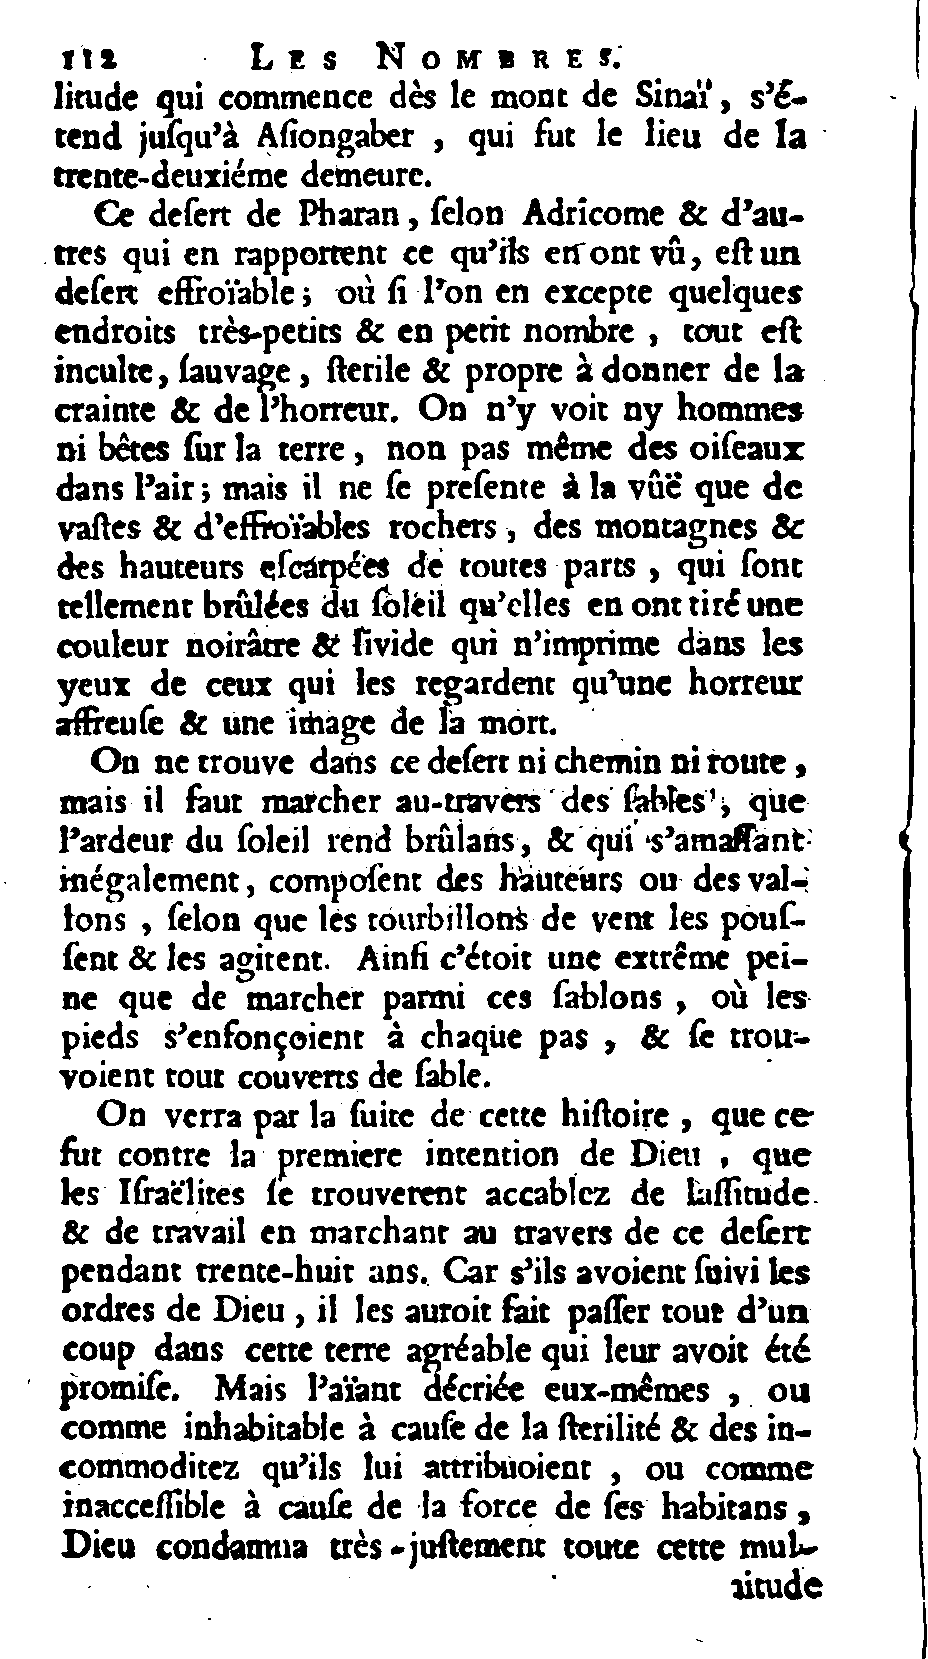 112 LES NOMBRES.
litude qui commence dès le mont de Sinaï, s'é-
tend juſqu'à Aſiongaber, qui fut le lieu de la
trente-deuxiéme demeure.
Ce deſert de Pharan, ſelon Adricome & d'au-
tres qui en rapportent ce qu'ils en ont vû, eſt un
deſert effroïable; où ſi l'on en excepte quelques
endroits très-petits & en petit nombre, tout eſt
inculte, ſauvage, ſterile & propre à donner de la
crainte & de l'horreur. On n'y voit ny hommes
ni bêtes ſur la terre, non pas même des oiſeaux
dans l'air; mais il ne ſe preſente à la vûë que de
vaſtes & d'effroïables rochers, des montagnes &
des hauteurs eſcarpées de toutes parts, qui ſont
tellement brûlées du ſoleil qu'elles en ont tiré une
couleur noirâtre & livide qui n'imprime dans les
yeux de ceux qui les regardent qu'une horreur
affreuſe & une image de la mort.
On ne trouve dans ce deſert ni chemin ni route,
mais il faut marcher au-travers des ſables, que
l'ardeur du ſoleil rend brûlans, & qui s'amaſſant
inégalement, compoſent des hauteurs ou des val-
lons, ſelon que les tourbillons de vent les pouſ-
ſent & les agitent. Ainſi c'étoit une extrême pei-
ne que de marcher parmi ces ſablons, où les
pieds s'enfonçoient à chaque pas, & ſe trou-
voient tout couverts de ſable.
On verra par la ſuite de cette hiſtoire, que ce
fut contre la premiere intention de Dieu, que
les Iſraëlites ſe trouverent accablez de laſſitude
& de travail en marchant au travers de ce deſert
pendant trente-huit ans. Car s'ils avoient ſuivi les
ordres de Dieu, il les auroit fait paſſer tout d'un
coup dans cette terre agréable qui leur avoit été
promiſe. Mais l'aïant décriée eux-mêmes, ou
comme inhabitable à cauſe de la ſterilité & des in-
commoditez qu'ils lui attribuoient, ou comme
inacceſſible à cauſe de la force de ſes habitans,
Dieu condamna très-juſtement toute cette mul-
titude